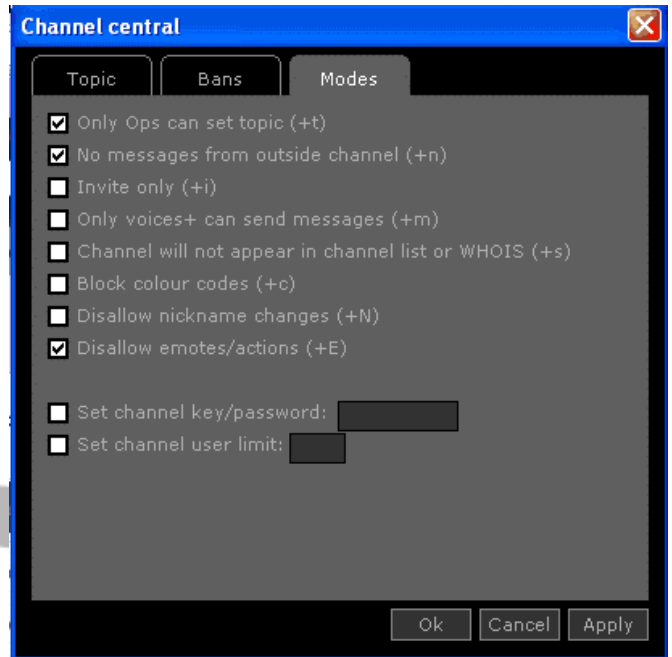 Channel central
Topic Bans Modes
Only Ops can set topic (+t)
No messages from outside channel (+n)
Invite only (+i)
Only voices+ can send messages (+m)
Channel will not appear in channel list or WHOIS (+s)
Block colour codes (+c)
Disallow nickname changes (+N)
Disallow emotes/actions (+E)
Set channel key/password:
Set channel user limit:
Ok Cancel Apply